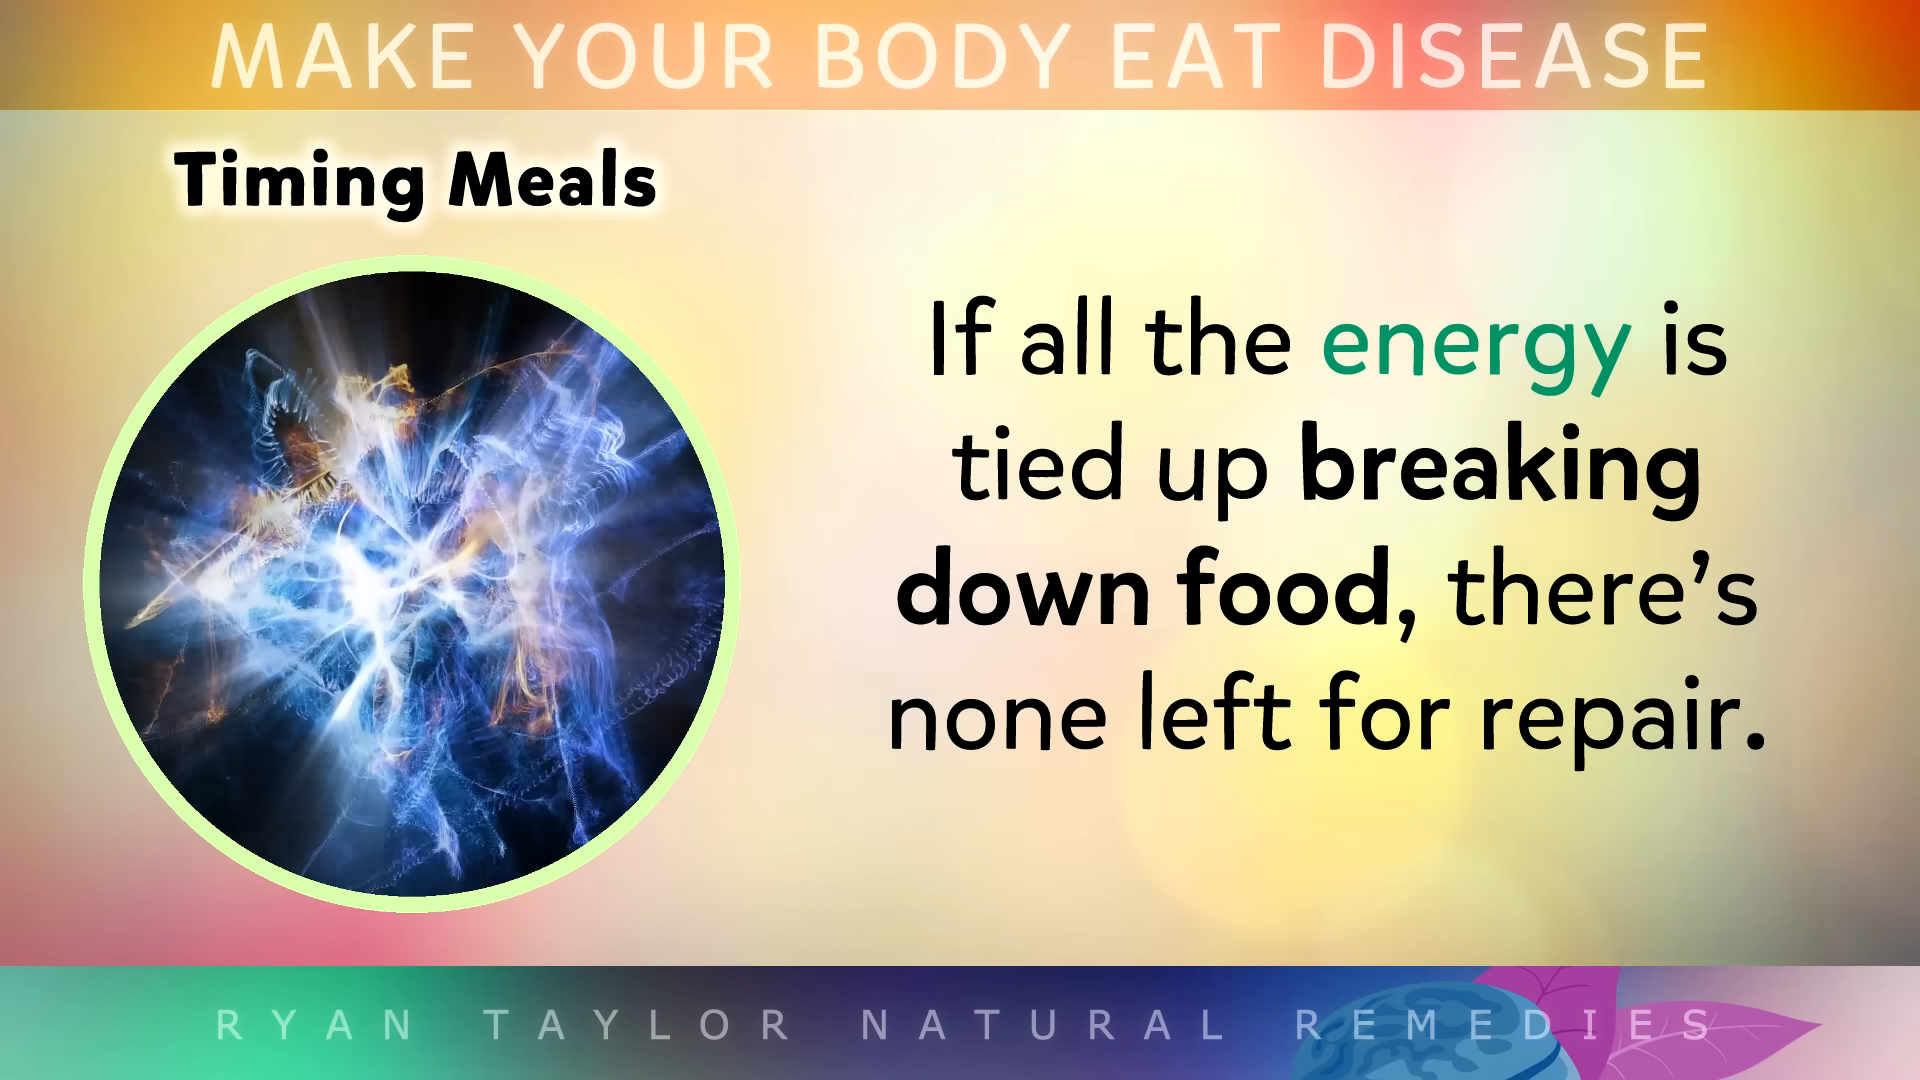 MAKE YOUR BODY EAT DISEASE
Timing Meals
If all the energy is
tied up breaking
down food, there’s
none left for repair.
RYAN TAYLOR NATURAL REMEDIES